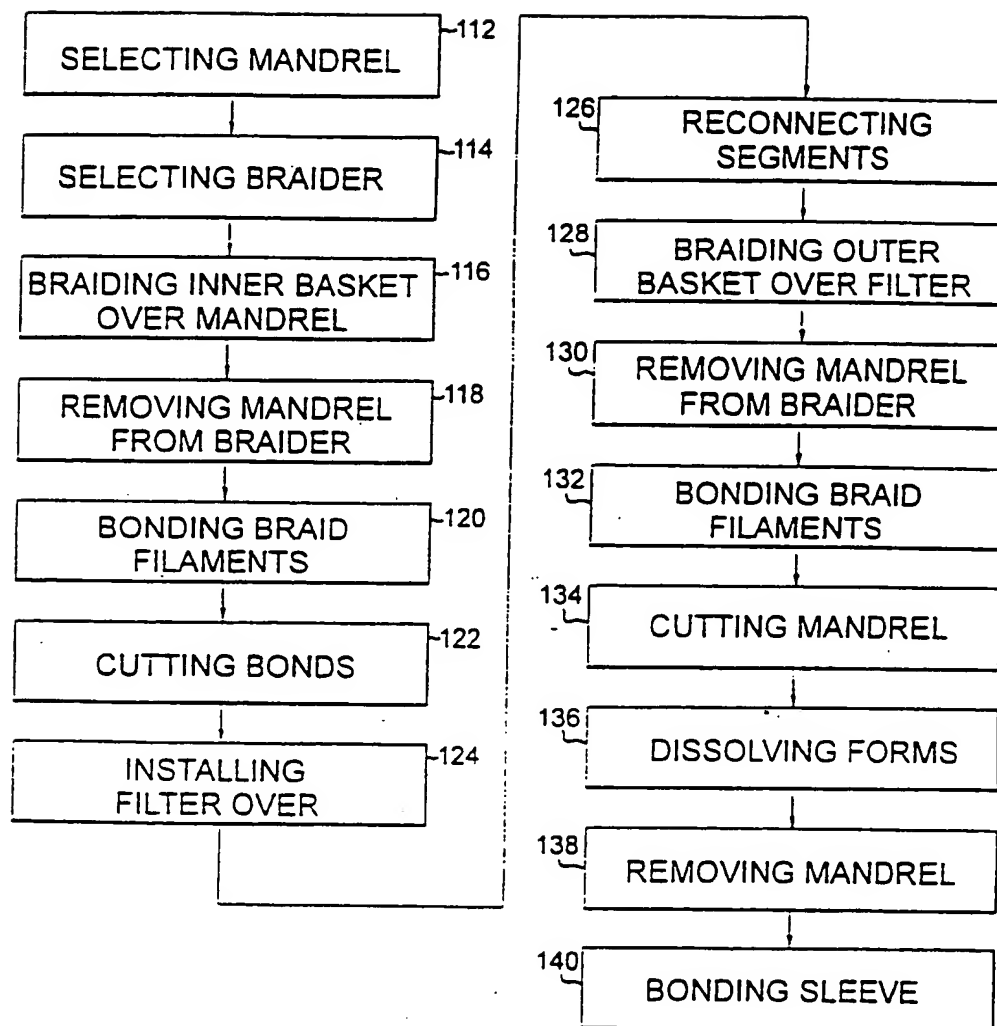 112
SELECTING MANDREL
114
SELECTING BRAIDER
116
BRAIDING INNER BASKET
OVER MANDREL
118
REMOVING MANDREL
FROM BRAIDER
120
BONDING BRAID
FILAMENTS
122
CUTTING BONDS
124
INSTALLING
FILTER OVER
126
RECONNECTING
SEGMENTS
128
BRAIDING OUTER
BASKET OVER FILTER
130
REMOVING MANDREL
FROM BRAIDER
132
BONDING BRAID
FILAMENTS
134
CUTTING MANDREL
136
DISSOLVING FORMS
138
REMOVING MANDREL
140
BONDING SLEEVE